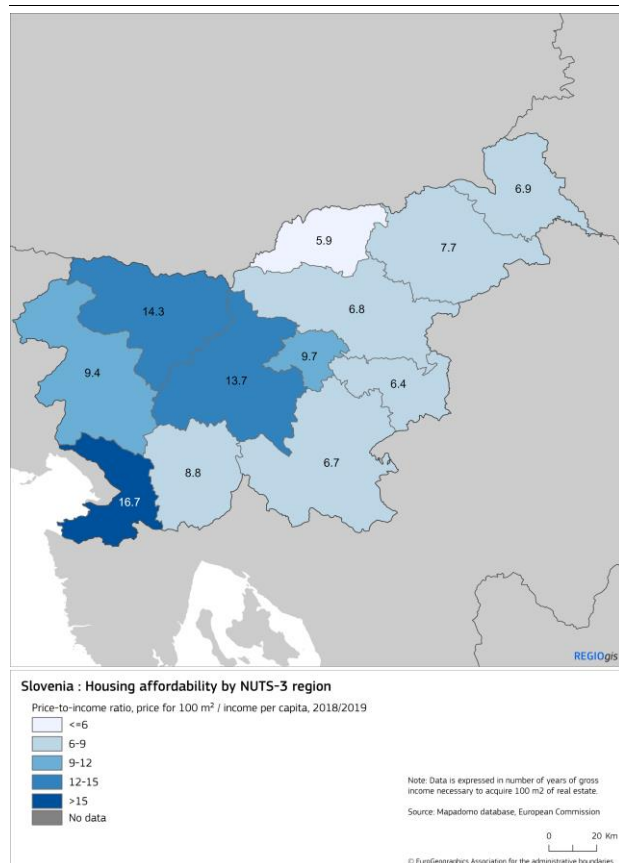 6.9
5.9
7.7
6.8
14.3
9.7
9.4
13.7
6.4
6.7
8.8
16.7
REGIOgis
Slovenia : Housing affordability by NUTS-3 region
Price-to-income ratio, price for 100 m² / income per capita, 2018/2019
<=6
6-9
9-12
12-15
>15
No data
Note: Data is expressed in number of years of gross
income necessary to acquire 100 m2 of real estate.
Source: Mapadomo database, European Commission
0 20 Km
© EuroGeographics Association for the administrative boundaries